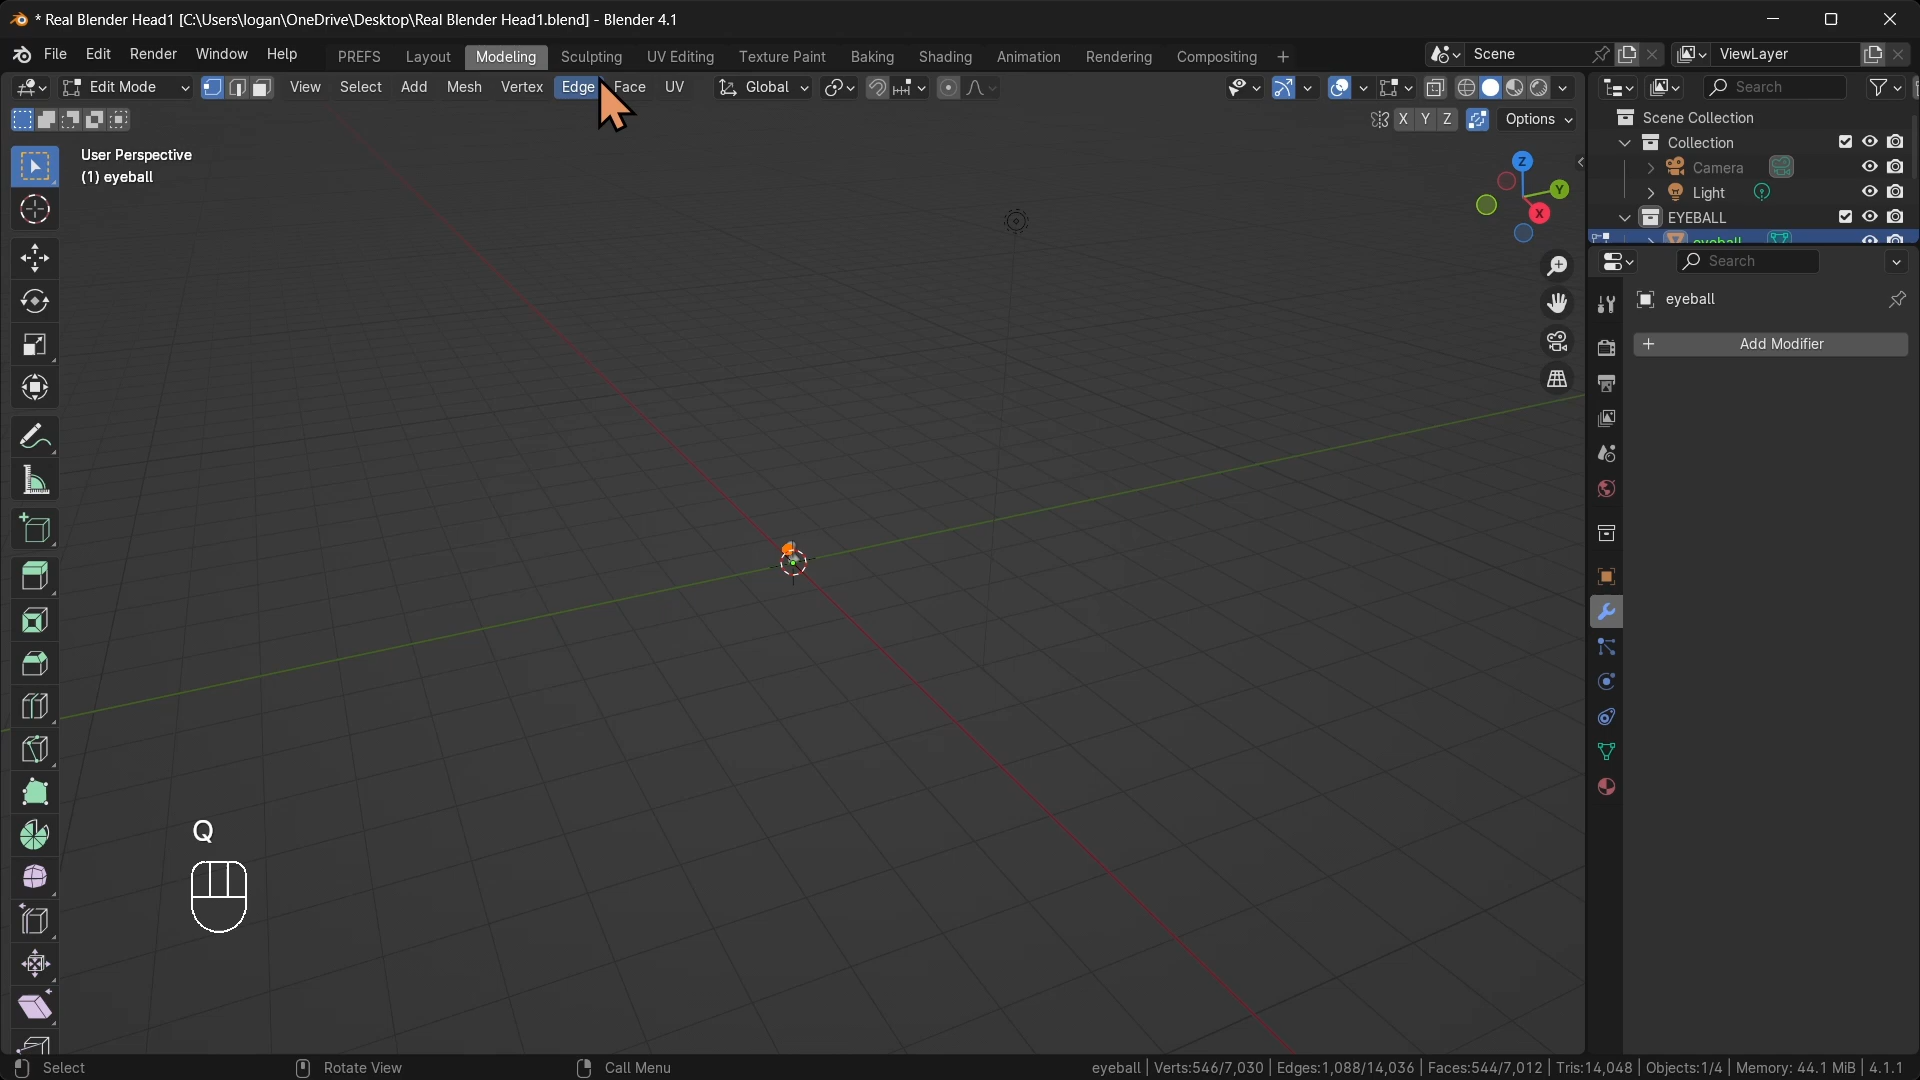 * Real Blender Head1 [C:\Users\logan\OneDrive\Desktop\Real Blender Head1.blend] - Blender 4.1
File Edit Render Window Help PREFS Layout Modeling Sculpting UV Editing Texture Paint Baking Shading Animation Rendering Compositing + Scene ViewLayer
Edit Mode View Select Add Mesh Vertex Edge Face UV Global Search
X Y Z Options Scene Collection
User Perspective
(1) eyeball
Collection
Camera
Light
EYEBALL
eyeball
Search
eyeball
Add Modifier
Z
Y
X
Q
Select Rotate View Call Menu eyeball | Verts:546/7,030 | Edges:1,088/14,036 | Faces:544/7,012 | Tris:14,048 | Objects:1/4 | Memory: 44.1 MiB | 4.1.1